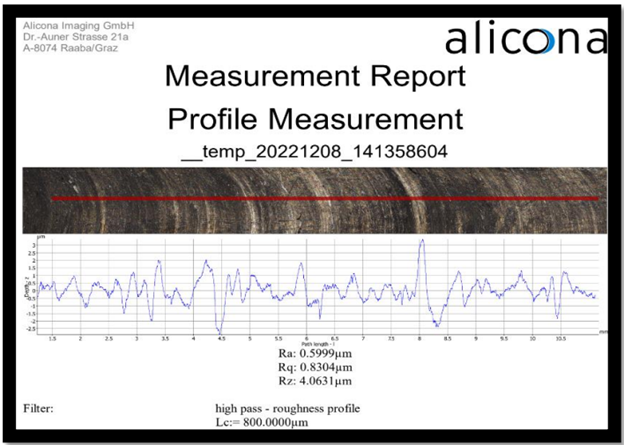 Alicona Imaging GmbH
Dr.-Auner Strasse 21a
A-8074 Raaba/Graz
alicona
Measurement Report
Profile Measurement
__temp_20221208_141358604
µm
3
2.5
2
1.5
1
0.5
0
-0.5
-1
-1.5
-2
-2.5
Depth - z
1.5 2 2.5 3 3.5 4 4.5 5 5.5 6 6.5 7 7.5 8 8.5 9 9.5 10 10.5 mm
Path length - l
Ra: 0.5999µm
Rq: 0.8304µm
Rz: 4.0631µm
Filter: high pass - roughness profile
Lc:= 800.0000µm